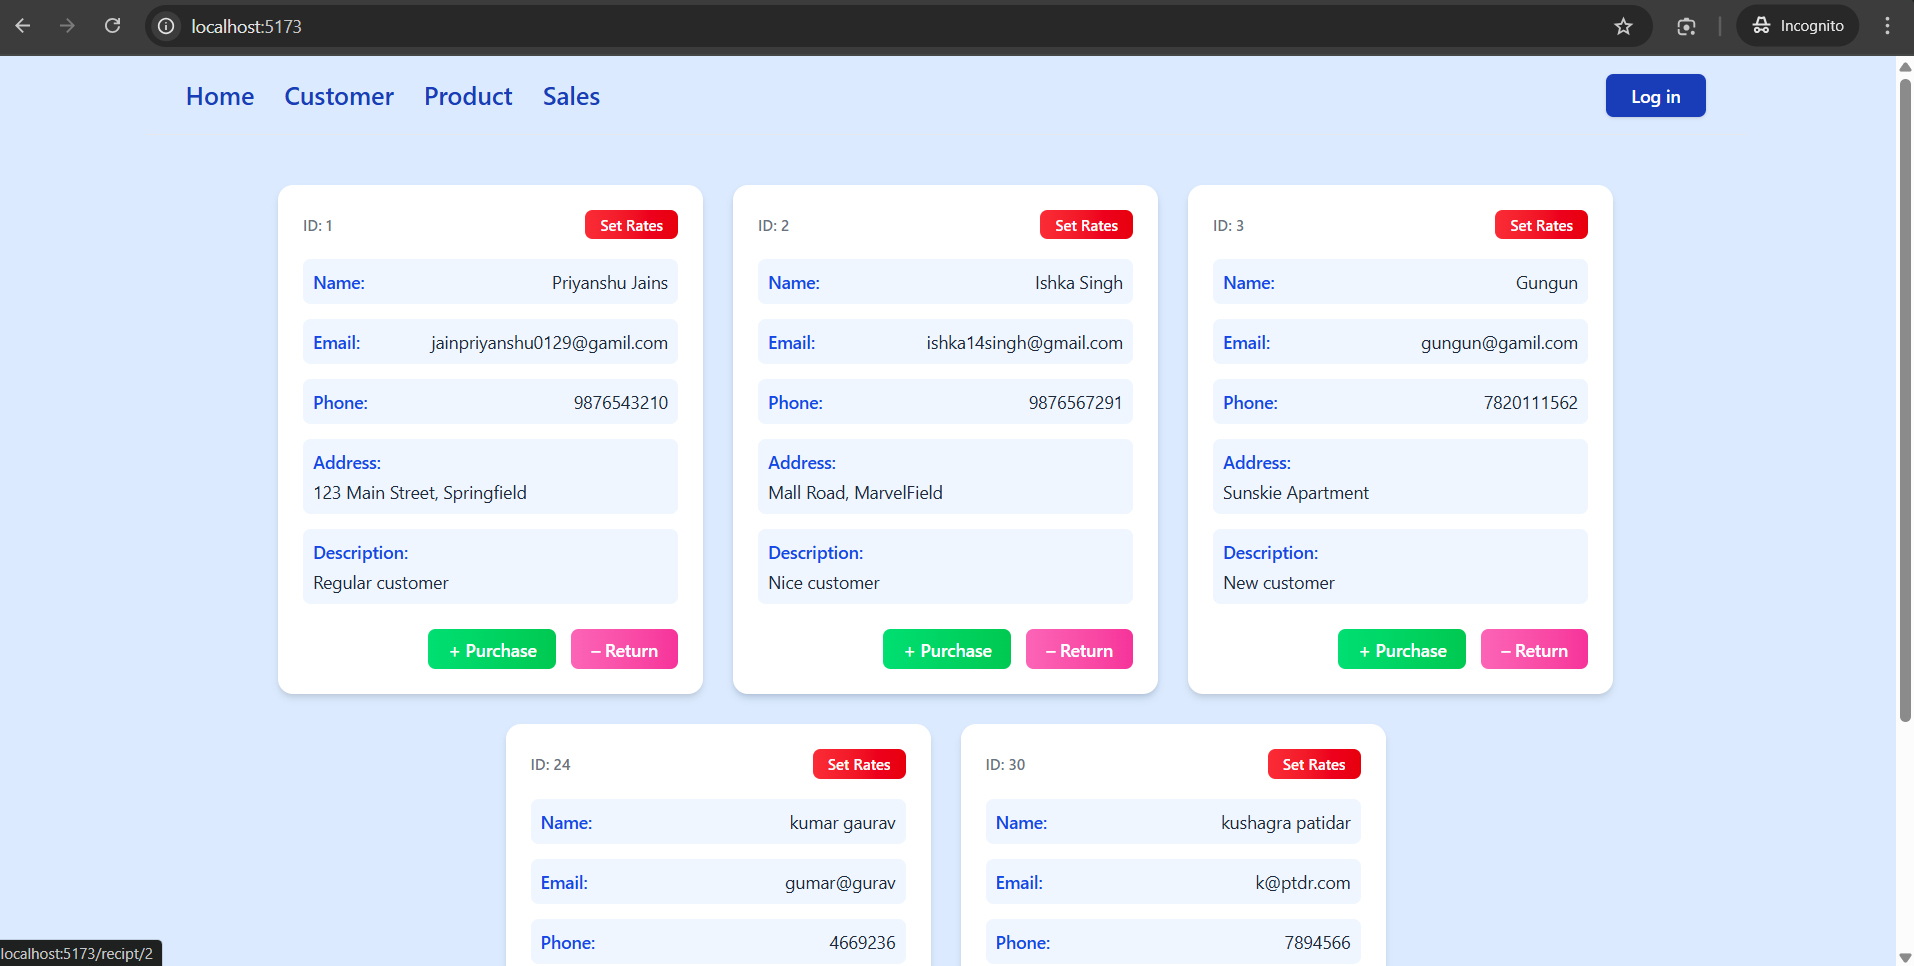 localhost:5173
Incognito
Home Customer Product Sales Log in
ID: 1 Set Rates
Name: Priyanshu Jains
Email: jainpriyanshu0129@gamil.com
Phone: 9876543210
Address:
123 Main Street, Springfield
Description:
Regular customer
+ Purchase – Return
ID: 2 Set Rates
Name: Ishka Singh
Email: ishka14singh@gmail.com
Phone: 9876567291
Address:
Mall Road, MarvelField
Description:
Nice customer
+ Purchase – Return
ID: 3 Set Rates
Name: Gungun
Email: gungun@gamil.com
Phone: 7820111562
Address:
Sunskie Apartment
Description:
New customer
+ Purchase – Return
ID: 24 Set Rates
Name: kumar gaurav
Email: gumar@gurav
Phone: 4669236
ID: 30 Set Rates
Name: kushagra patidar
Email: k@ptdr.com
Phone: 7894566
localhost:5173/recipt/2